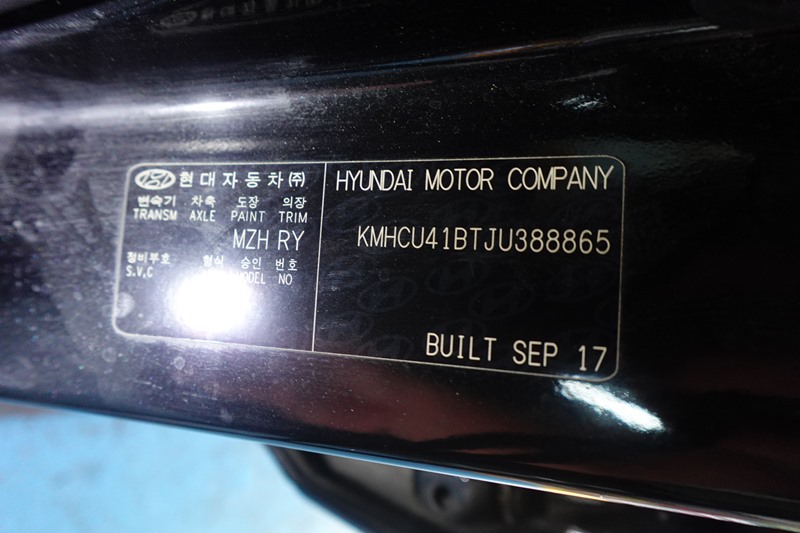 현대자동차(주)
변속기 차축 도장 의장
TRANSM AXLE PAINT TRIM
MZH RY
정비부호 형식 승인 번호
S.V.C MODEL NO
HYUNDAI MOTOR COMPANY
KMHCU41BTJU388865
BUILT SEP 17